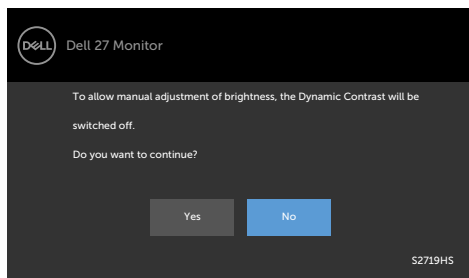 DELL
Dell 27 Monitor
To allow manual adjustment of brightness, the Dynamic Contrast will be
switched off.
Do you want to continue?
Yes
No
S2719HS